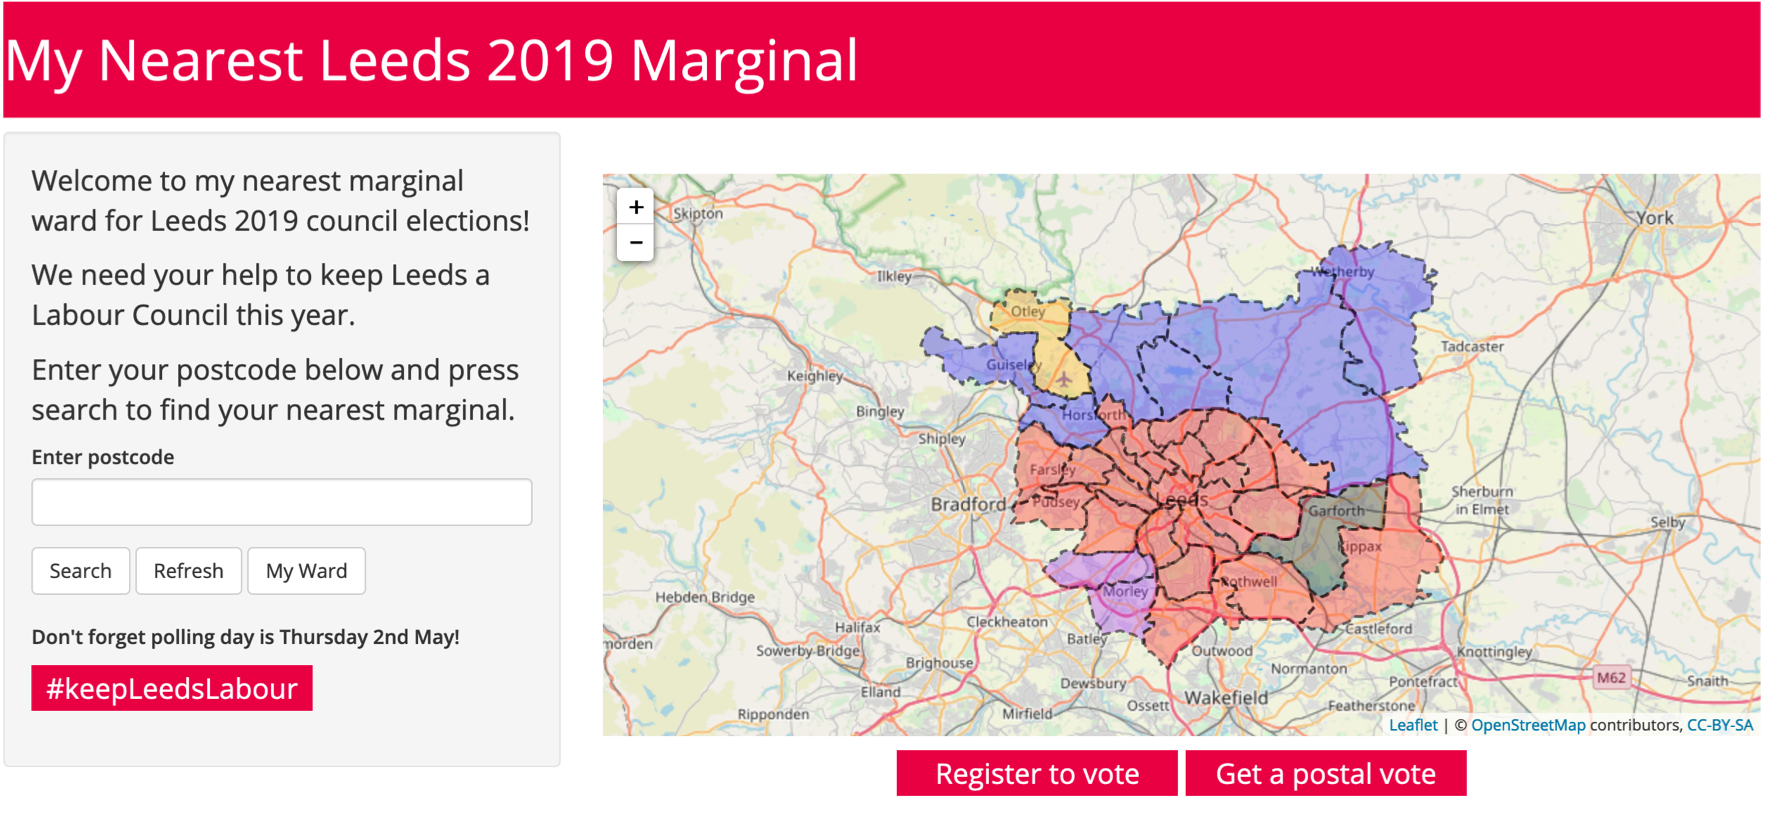 My Nearest Leeds 2019 Marginal
Welcome to my nearest marginal
ward for Leeds 2019 council elections!
We need your help to keep Leeds a
Labour Council this year.
Enter your postcode below and press
search to find your nearest marginal.
Enter postcode
Search Refresh My Ward
Don't forget polling day is Thursday 2nd May!
#keepLeedsLabour
+
−
Skipton
York
Ilkley
Wetherby
Otley
Tadcaster
Keighley
Guiseley
Bingley
Horsforth
Shipley
Farsley
Bradford
Pudsey
Leeds
Garforth
Sherburn
in Elmet
Selby
Kippax
Rothwell
Morley
Hebden Bridge
Halifax
Cleckheaton
Batley
Castleford
morden
Sowerby Bridge
Brighouse
Outwood
Knottingley
Normanton
Elland
Dewsbury
Pontefract
M62
Snaith
Ripponden
Mirfield
Ossett
Wakefield
Featherstone
Leaflet | © OpenStreetMap contributors, CC-BY-SA
Register to vote Get a postal vote